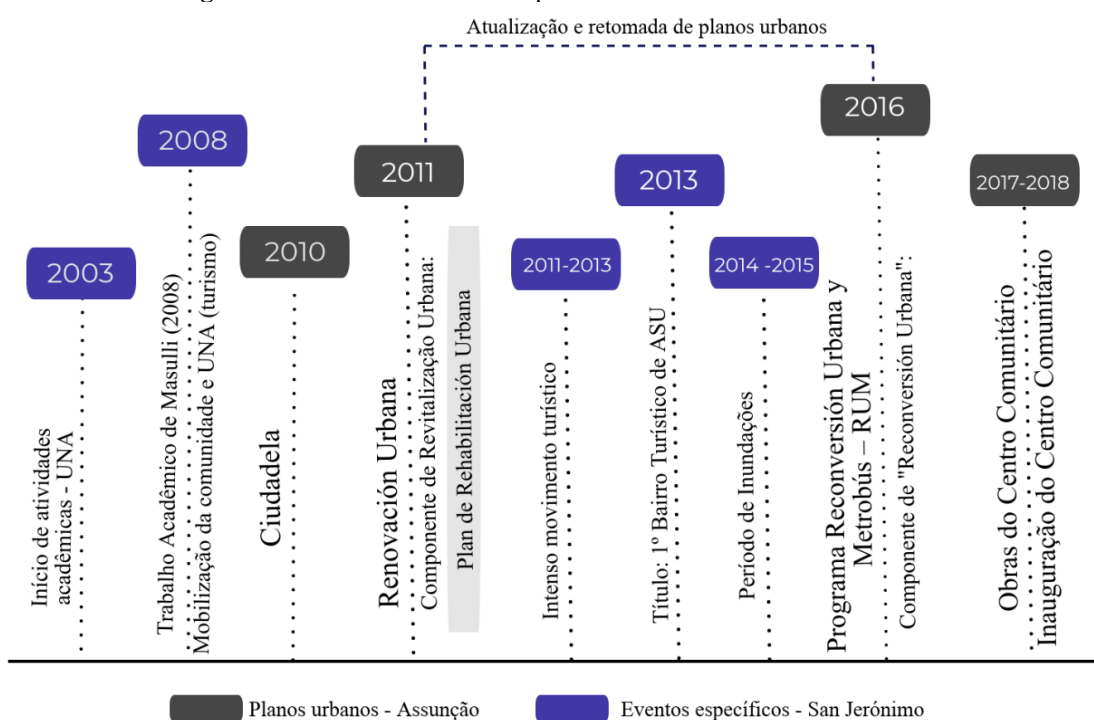 Atualização e retomada de planos urbanos
2003
Início de atividades
acadêmicas - UNA
2008
Trabalho Acadêmico de Masulli (2008)
Mobilização da comunidade e UNA (turismo)
2010
Ciudadela
2011
Renovación Urbana
Componente de Revitalização Urbana:
Plan de Rehabilitación Urbana
2011-2013
Intenso movimento turístico
2013
Título: 1º Bairro Turístico de ASU
2014 -2015
Período de Inundações
2016
Programa Reconversión Urbana y
Metrobús – RUM
Componente de "Reconversión Urbana":
2017-2018
Obras do Centro Comunitário
Inauguração do Centro Comunitário
Planos urbanos - Assunção
Eventos específicos - San Jerónimo